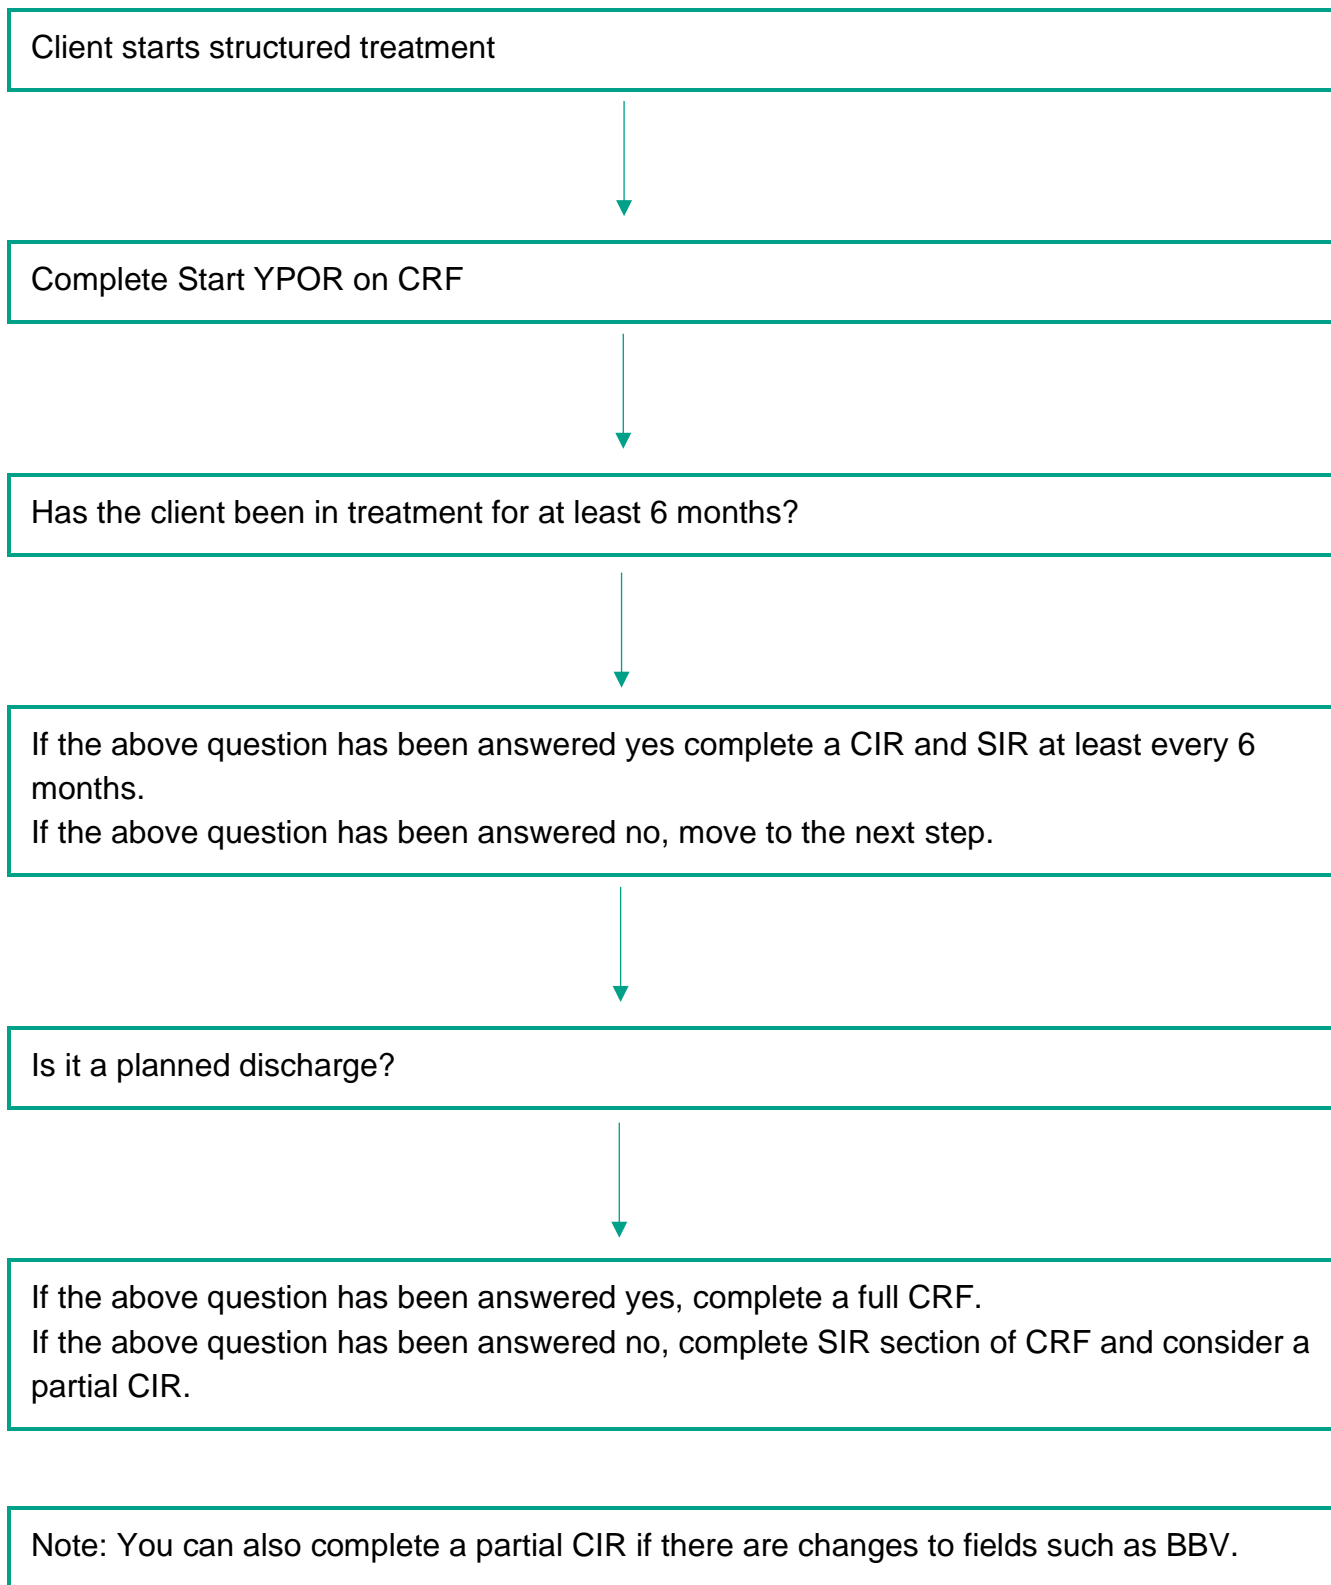 Client starts structured treatment
Complete Start YPOR on CRF
Has the client been in treatment for at least 6 months?
If the above question has been answered yes complete a CIR and SIR at least every 6
months.
If the above question has been answered no, move to the next step.
Is it a planned discharge?
If the above question has been answered yes, complete a full CRF.
If the above question has been answered no, complete SIR section of CRF and consider a
partial CIR.
Note: You can also complete a partial CIR if there are changes to fields such as BBV.